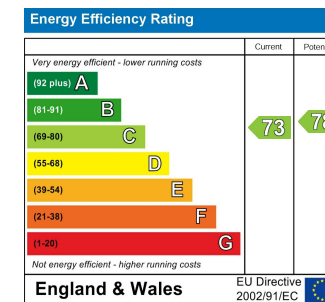 Energy Efficiency Rating
Current
Very energy efficient - lower running costs
(92 plus) A
(81-91) B
(69-80) C
73
(55-68) D
(39-54) E
(21-38) F
(1-20) G
Not energy efficient - higher running costs
England & Wales
EU Directive
2002/91/EC